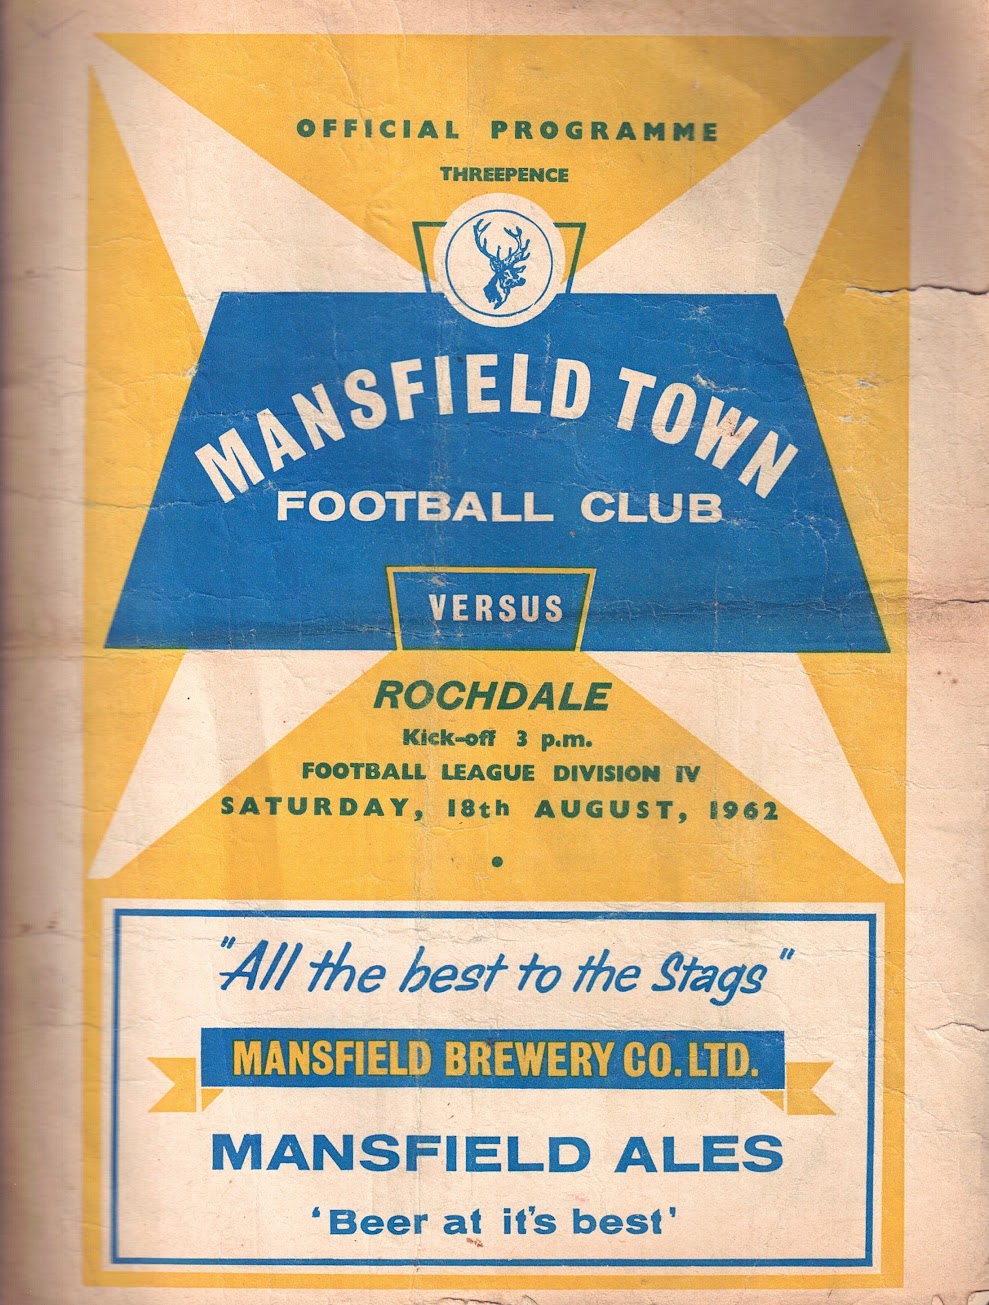 OFFICIAL PROGRAMME
THREEPENCE
MANSFIELD TOWN
FOOTBALL CLUB
VERSUS
ROCHDALE
Kick-off 3 p.m.
FOOTBALL LEAGUE DIVISION IV
SATURDAY, 18th AUGUST, 1962
"All the best to the Stags"
MANSFIELD BREWERY CO. LTD.
MANSFIELD ALES
'Beer at it's best'